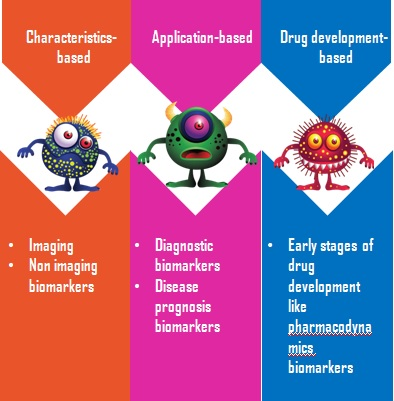 Characteristics-
based
Application-based
Drug development-
based
• Imaging
• Non imaging
biomarkers
• Diagnostic
biomarkers
• Disease
prognosis
biomarkers
• Early stages of
drug
development
like
pharmacodyna
mics
biomarkers